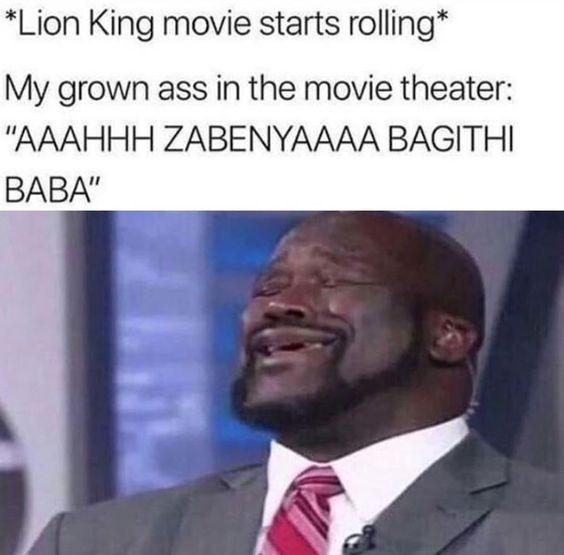 *Lion King movie starts rolling*
My grown ass in the movie theater:
"AAAHHH ZABENYAAAA BAGITHI
BABA"